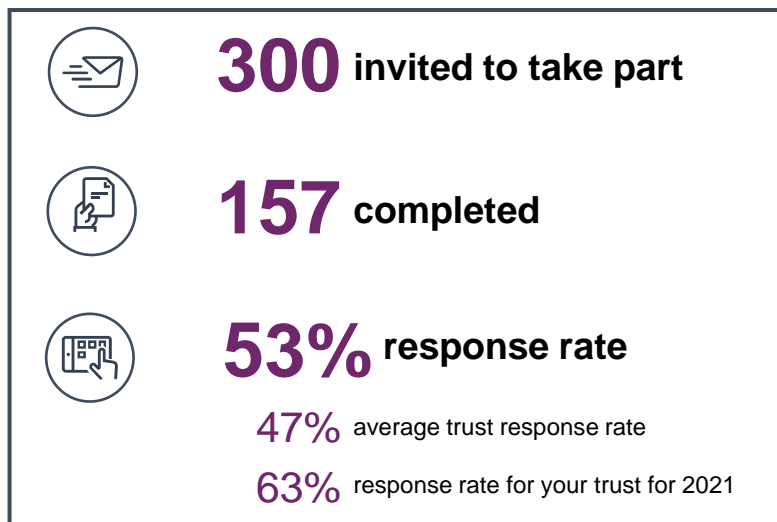 300 invited to take part
157 completed
53% response rate
47% average trust response rate
63% response rate for your trust for 2021